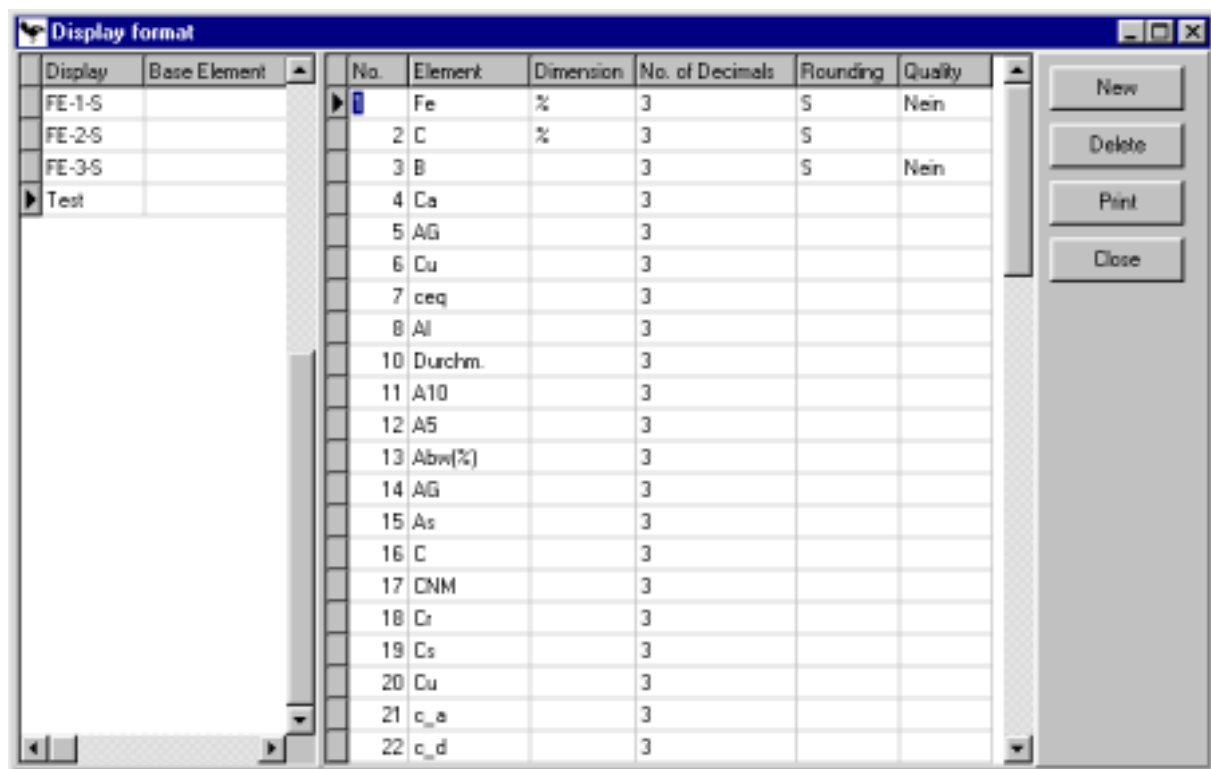 Display format
Display Base Element No. Element Dimension No. of Decimals Rounding Quality
FE-1-S 1 Fe % 3 S Nein
FE-2-S 2 C % 3 S
FE-3-S 3 B 3 S Nein
Test 4 Ca 3
5 AG 3
6 Cu 3
7 ceq 3
8 Al 3
10 Durchm. 3
11 A10 3
12 A5 3
13 Abw(%) 3
14 AG 3
15 As 3
16 C 3
17 CNM 3
18 Cr 3
19 Cs 3
20 Cu 3
21 c_a 3
22 c_d 3
New
Delete
Print
Close